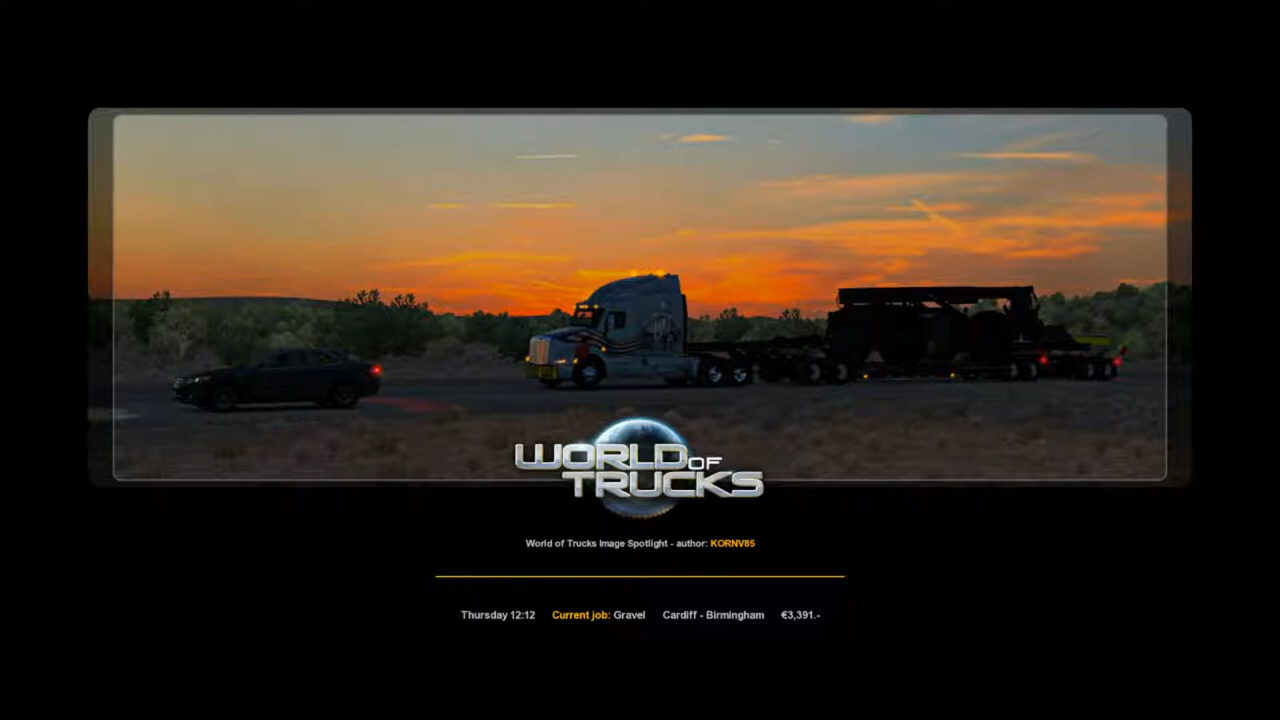 WORLD OF
TRUCKS
World of Trucks Image Spotlight - author: KORNV85
Thursday 12:12 Current job: Gravel Cardiff - Birmingham €3,391.-